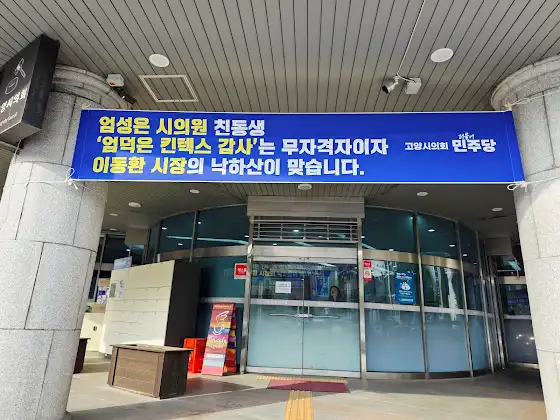 엄성은 시의원 친동생
'엄덕은 킨텍스 감사'는 무자격자이자
이동환 시장의 낙하산이 맞습니다.
고양시의회 더불어 민주당